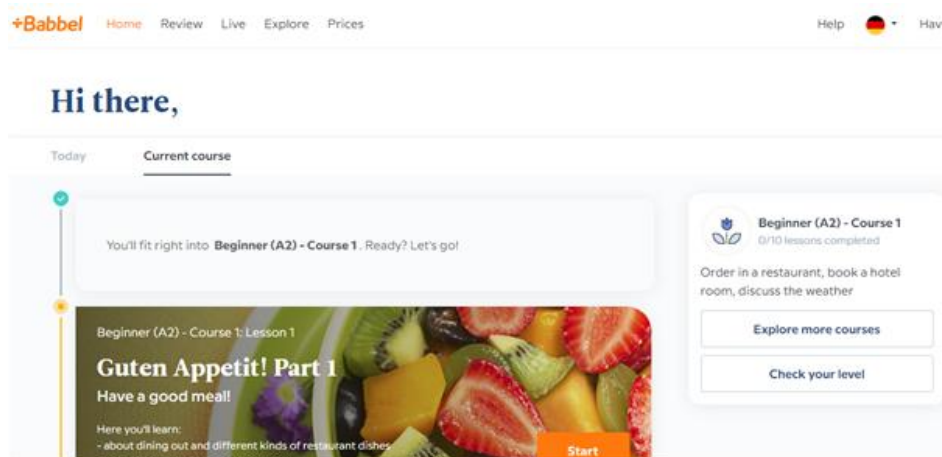 +Babbel Home Review Live Explore Prices Help Hav
Hi there,
Today Current course
You'll fit right into Beginner (A2) - Course 1. Ready? Let's go!
Beginner (A2) - Course 1: Lesson 1
Guten Appetit! Part 1
Have a good meal!
Here you'll learn:
- about dining out and different kinds of restaurant dishes
Start
Beginner (A2) - Course 1
0/10 lessons completed
Order in a restaurant, book a hotel
room, discuss the weather
Explore more courses
Check your level